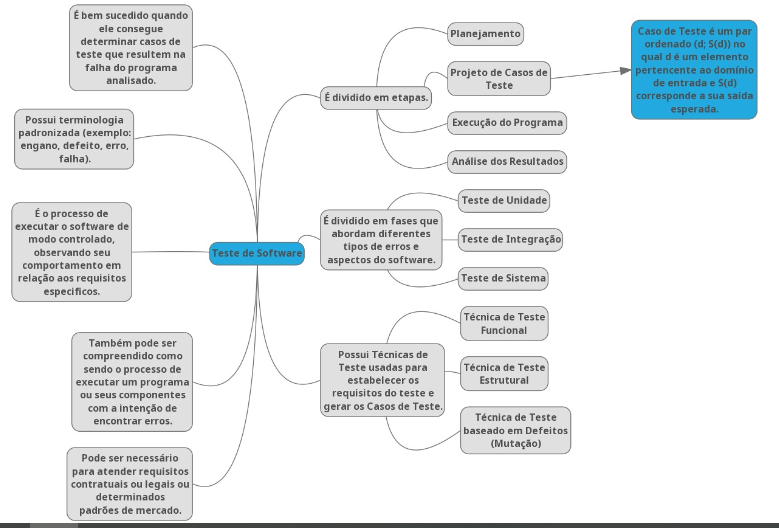 É bem sucedido quando
ele consegue
determinar casos de
teste que resultem na
falha do programa
analisado.
Possui terminologia
padronizada (exemplo:
engano, defeito, erro,
falha).
É o processo de
executar o software de
modo controlado,
observando seu
comportamento em
relação aos requisitos
especificos.
Também pode ser
compreendido como
sendo o processo de
executar um programa
ou seus componentes
com a intenção de
encontrar erros.
Pode ser necessário
para atender requisitos
contratuais ou legais ou
determinados
padrões de mercado.
Teste de Software
É dividido em etapas.
Planejamento
Projeto de Casos de
Teste
Execução do Programa
Análise dos Resultados
Caso de Teste é um par
ordenado (d; S(d)) no
qual d é um elemento
pertencente ao domínio
de entrada e S(d)
corresponde a sua saída
esperada.
É dividido em fases que
abordam diferentes
tipos de erros e
aspectos do software.
Teste de Unidade
Teste de Integração
Teste de Sistema
Possui Técnicas de
Teste usadas para
estabelecer os
requisitos do teste e
gerar os Casos de Teste.
Técnica de Teste
Funcional
Técnica de Teste
Estrutural
Técnica de Teste
baseado em Defeitos
(Mutação)